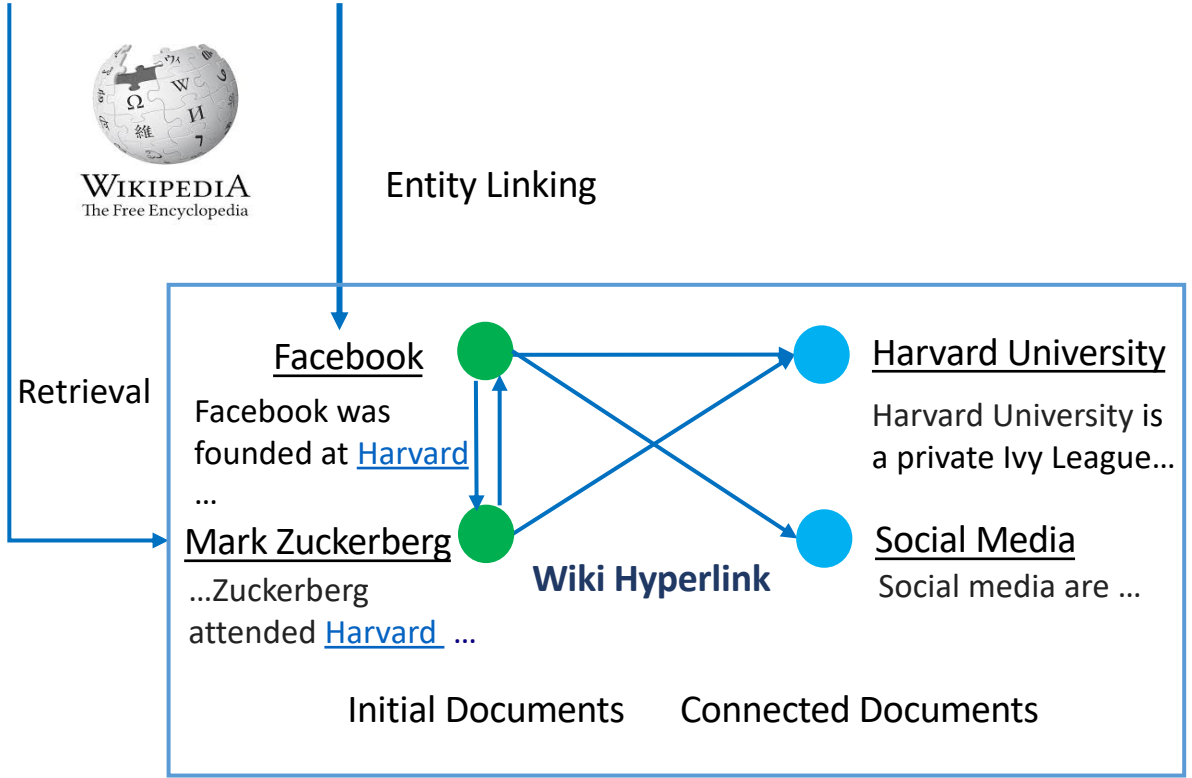 Ω
W
維
И
WIKIPEDIA
The Free Encyclopedia
Entity Linking
Retrieval
Facebook
Facebook was
founded at Harvard
...
Mark Zuckerberg
...Zuckerberg
attended Harvard ...
Wiki Hyperlink
Harvard University
Harvard University is
a private Ivy League...
Social Media
Social media are ...
Initial Documents
Connected Documents